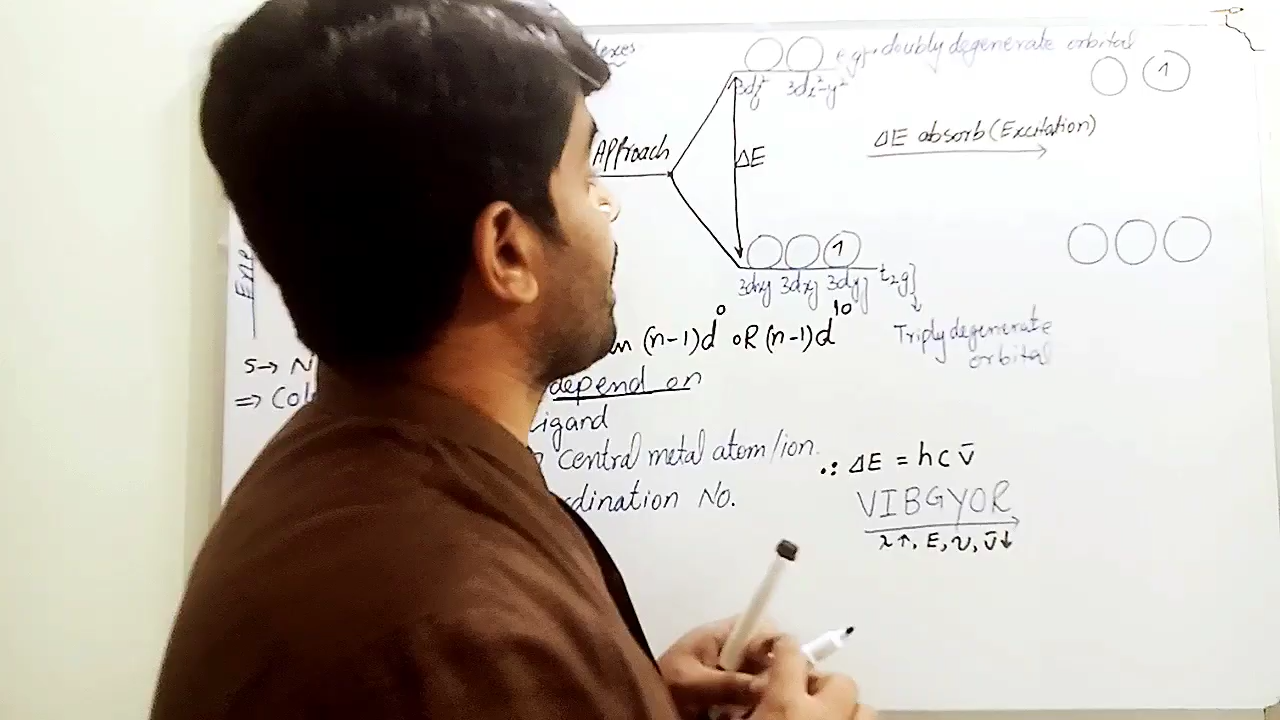 eg→doubly degenerate orbital
3dz² 3dx²-y²
1
ΔE absorb (Excitation)
Approach
ΔE
1
t₂g
3dxy 3dxz 3dyz
(n-1)d⁰ OR (n-1)d¹⁰
Triply degenerate
orbital
S→ N
⇒ Col
depend on
igand
central metal atom/ion.
∴ ΔE = hcν̄
dination No.
VIBGYOR
λ↑, E, ν, ν̄↓